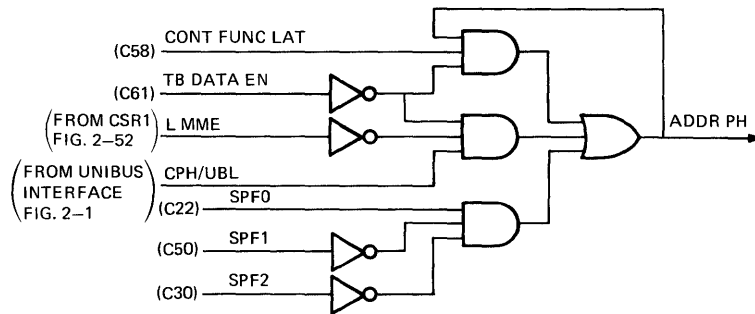 CONT FUNC LAT
(C58)
TB DATA EN
(C61)
(FROM CSR1
FIG. 2–52)
L MME
ADDR PH
(FROM UNIBUS
INTERFACE
FIG. 2–1)
CPH/UBL
(C22) SPF0
(C50) SPF1
(C30) SPF2